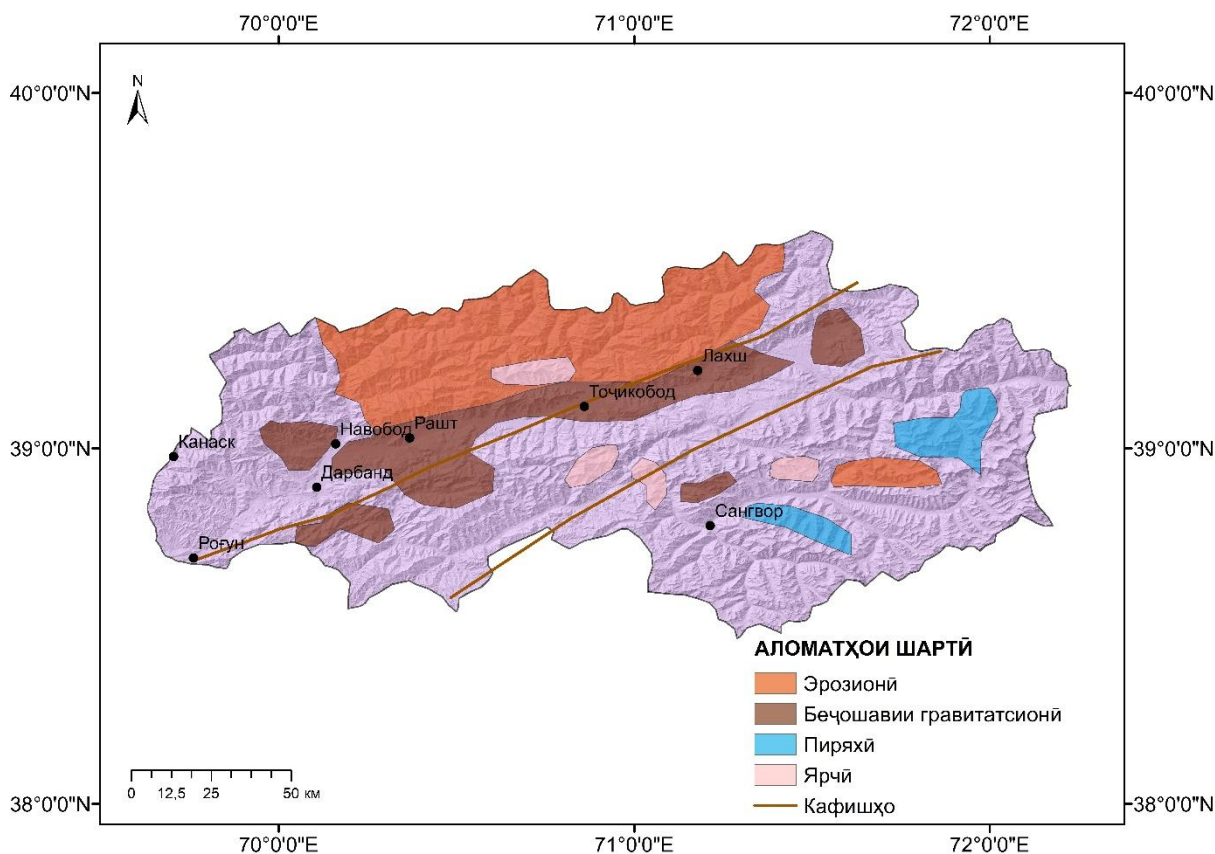 70°0'0"E 71°0'0"E 72°0'0"E
40°0'0"N 40°0'0"N
N
Лахш
Тоҷикобод
Рашт
Навобод
39°0'0"N Канаск 39°0'0"N
Дарбанд
Сангвор
Роғун
АЛОМАТҲОИ ШАРТӢ
Эрозионӣ
Беҷошавии гравитатсионӣ
Пиряхӣ
Ярчӣ
Кафишҳо
0 12,5 25 50 км
38°0'0"N 38°0'0"N
70°0'0"E 71°0'0"E 72°0'0"E